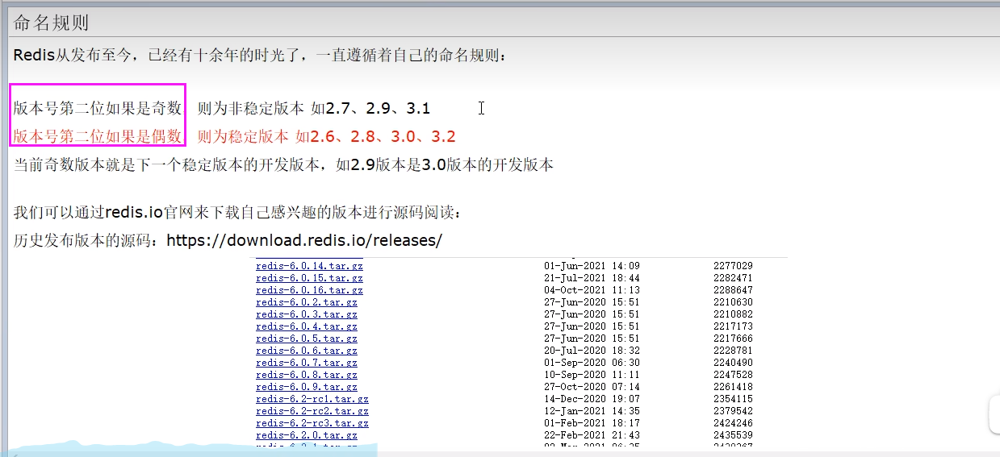 命名规则
Redis从发布至今，已经有十余年的时光了，一直遵循着自己的命名规则：
版本号第二位如果是奇数 则为非稳定版本 如2.7、2.9、3.1
版本号第二位如果是偶数 则为稳定版本 如2.6、2.8、3.0、3.2
当前奇数版本就是下一个稳定版本的开发版本，如2.9版本是3.0版本的开发版本
我们可以通过redis.io官网来下载自己感兴趣的版本进行源码阅读：
历史发布版本的源码：https://download.redis.io/releases/
redis-6.0.14.tar.gz 01-Jun-2021 14:09 2277029
redis-6.0.15.tar.gz 21-Jul-2021 18:44 2282471
redis-6.0.16.tar.gz 04-Oct-2021 11:13 2288647
redis-6.0.2.tar.gz 27-Jun-2020 15:51 2210630
redis-6.0.3.tar.gz 27-Jun-2020 15:51 2210882
redis-6.0.4.tar.gz 27-Jun-2020 15:51 2217173
redis-6.0.5.tar.gz 27-Jun-2020 15:51 2217666
redis-6.0.6.tar.gz 20-Jul-2020 18:32 2228781
redis-6.0.7.tar.gz 01-Sep-2020 06:30 2240490
redis-6.0.8.tar.gz 10-Sep-2020 11:11 2247528
redis-6.0.9.tar.gz 27-Oct-2020 07:14 2261418
redis-6.2-rc1.tar.gz 14-Dec-2020 19:07 2354115
redis-6.2-rc2.tar.gz 12-Jan-2021 14:35 2379542
redis-6.2-rc3.tar.gz 01-Feb-2021 18:17 2424246
redis-6.2.0.tar.gz 22-Feb-2021 21:43 2435539